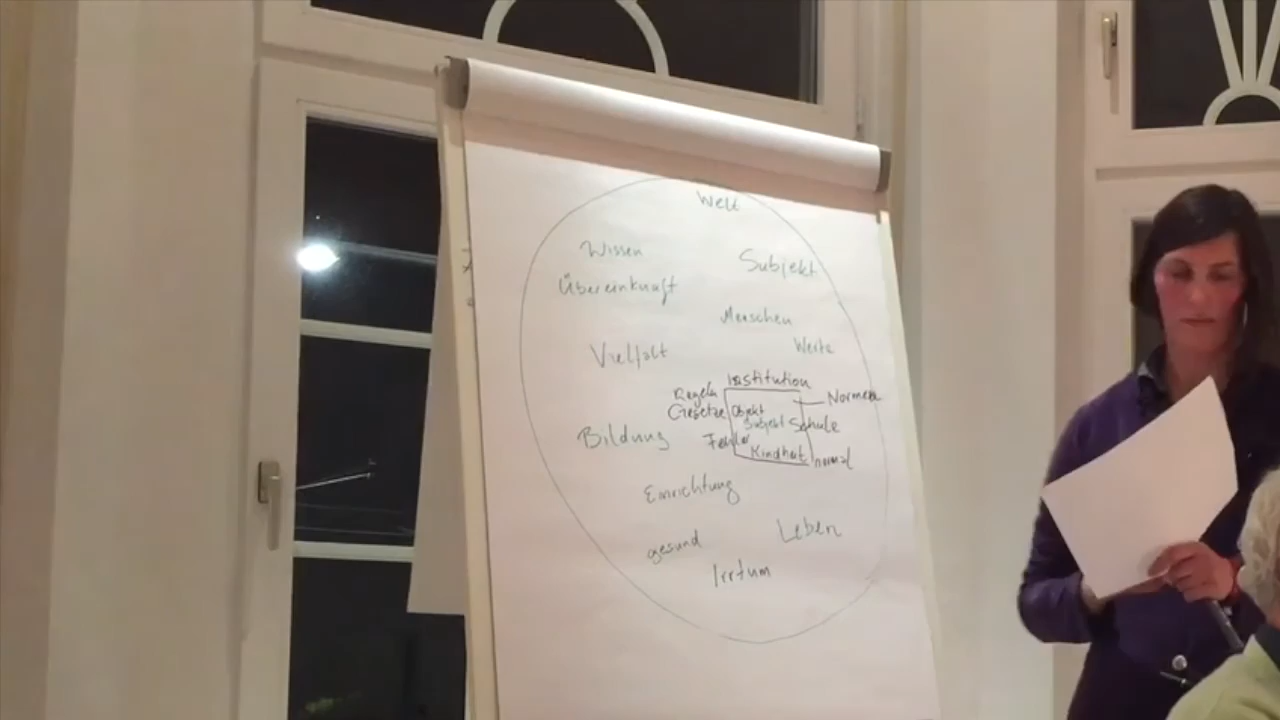 Welt
Wissen
Subjekt
Übereinkunft
Menschen
Vielfalt
Werte
Institution
Regeln
Normen
Gesetze
Objekt
Subjekt
Schule
Bildung
Fehler
Kindheit
normal
Einrichtung
Leben
gesund
Irrtum